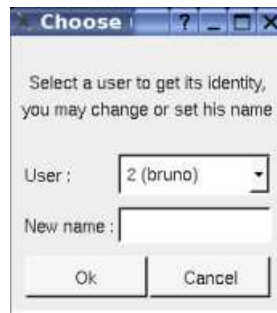 Choose
?
Select a user to get its identity,
you may change or set his name
User :
2 (bruno)
New name :
Ok
Cancel